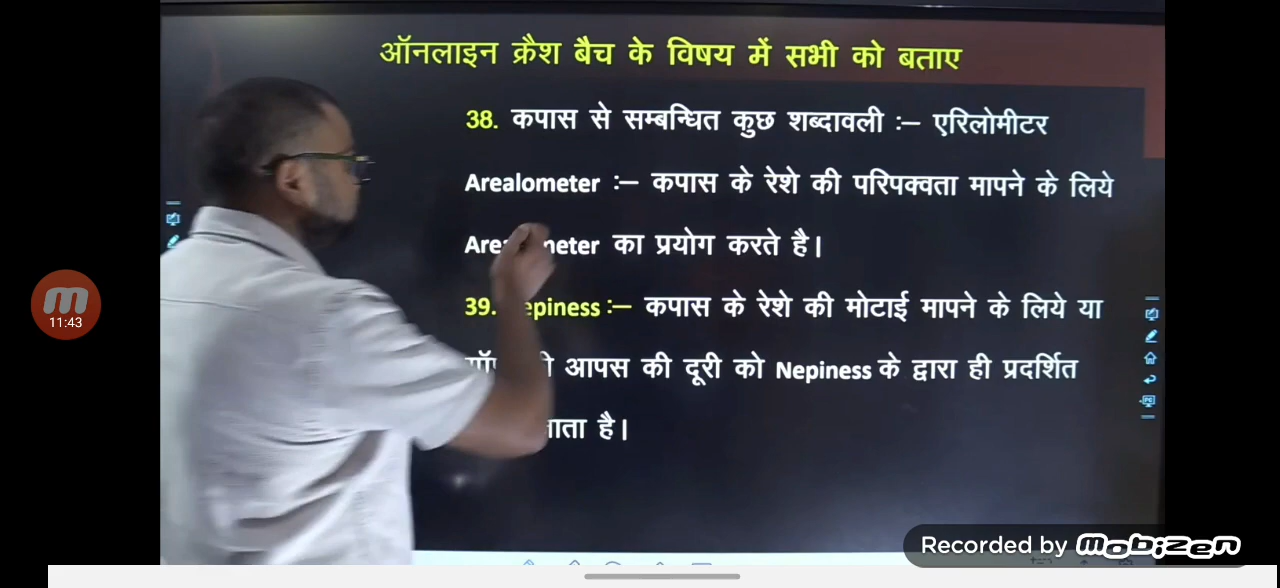 ऑनलाइन क्रैश बैच के विषय में सभी को बताए
38. कपास से सम्बन्धित कुछ शब्दावली :– एरिलोमीटर
Arealometer :– कपास के रेशे की परिपक्वता मापने के लिये
का प्रयोग करते है।
39. :– कपास के रेशे की मोटाई मापने के लिये या
आपस की दूरी को Nepiness के द्वारा ही प्रदर्शित
है।
11:43
Recorded by Mobizen